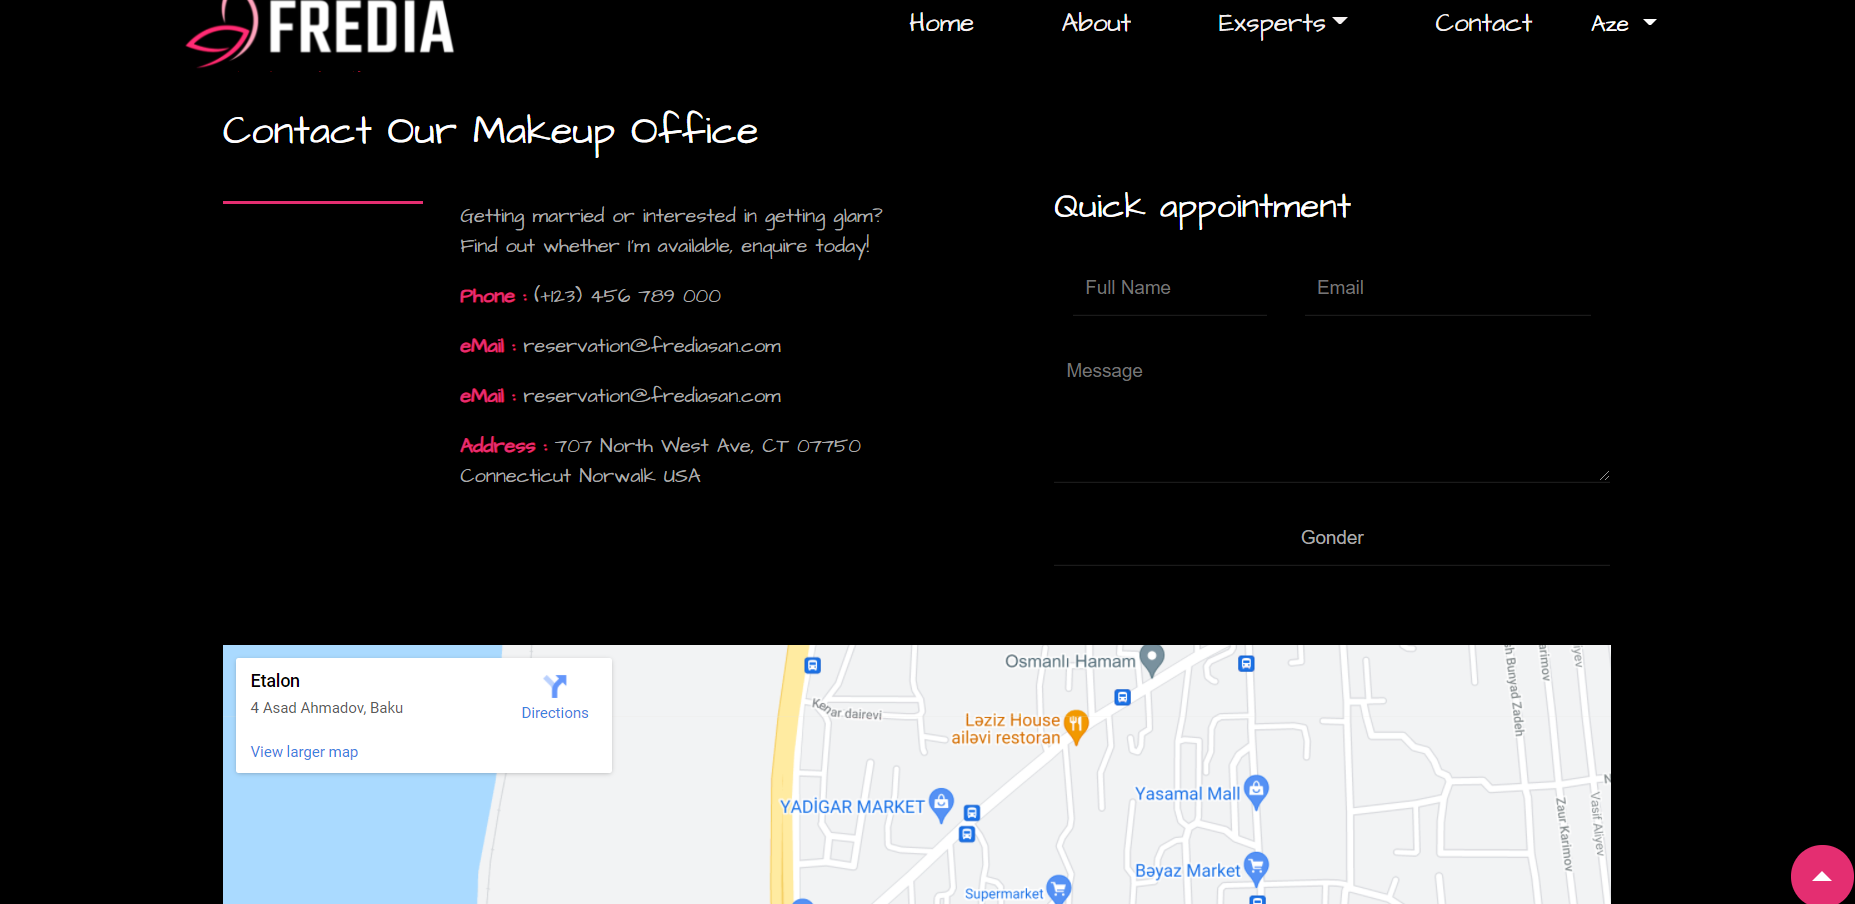 FREDIA
Home About Exsperts Contact Aze
Contact Our Makeup Office
Getting married or interested in getting glam?
Find out whether I'm available, enquire today!
Phone : (+123) 456 789 000
eMail : reservation@frediasan.com
eMail : reservation@frediasan.com
Address : 707 North West Ave, CT 07750
Connecticut Norwalk USA
Quick appointment
Full Name Email
Message
Gonder
Etalon
4 Asad Ahmadov, Baku
Directions
View larger map
Osmanlı Hamam
Kenar dairevi
Ləziz House
ailəvi restoran
YADİGAR MARKET
Yasamal Mall
Bəyaz Market
Supermarket
sh Bunyad Zadeh
arimov
liyev
Zaur Karimov
Vasif Aliyev